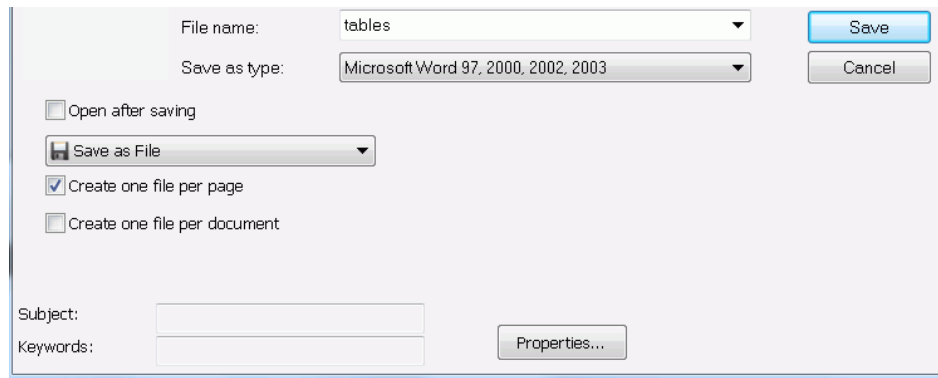 File name: tables Save
Save as type: Microsoft Word 97, 2000, 2002, 2003 Cancel
Open after saving
Save as File
Create one file per page
Create one file per document
Subject:
Keywords: Properties...